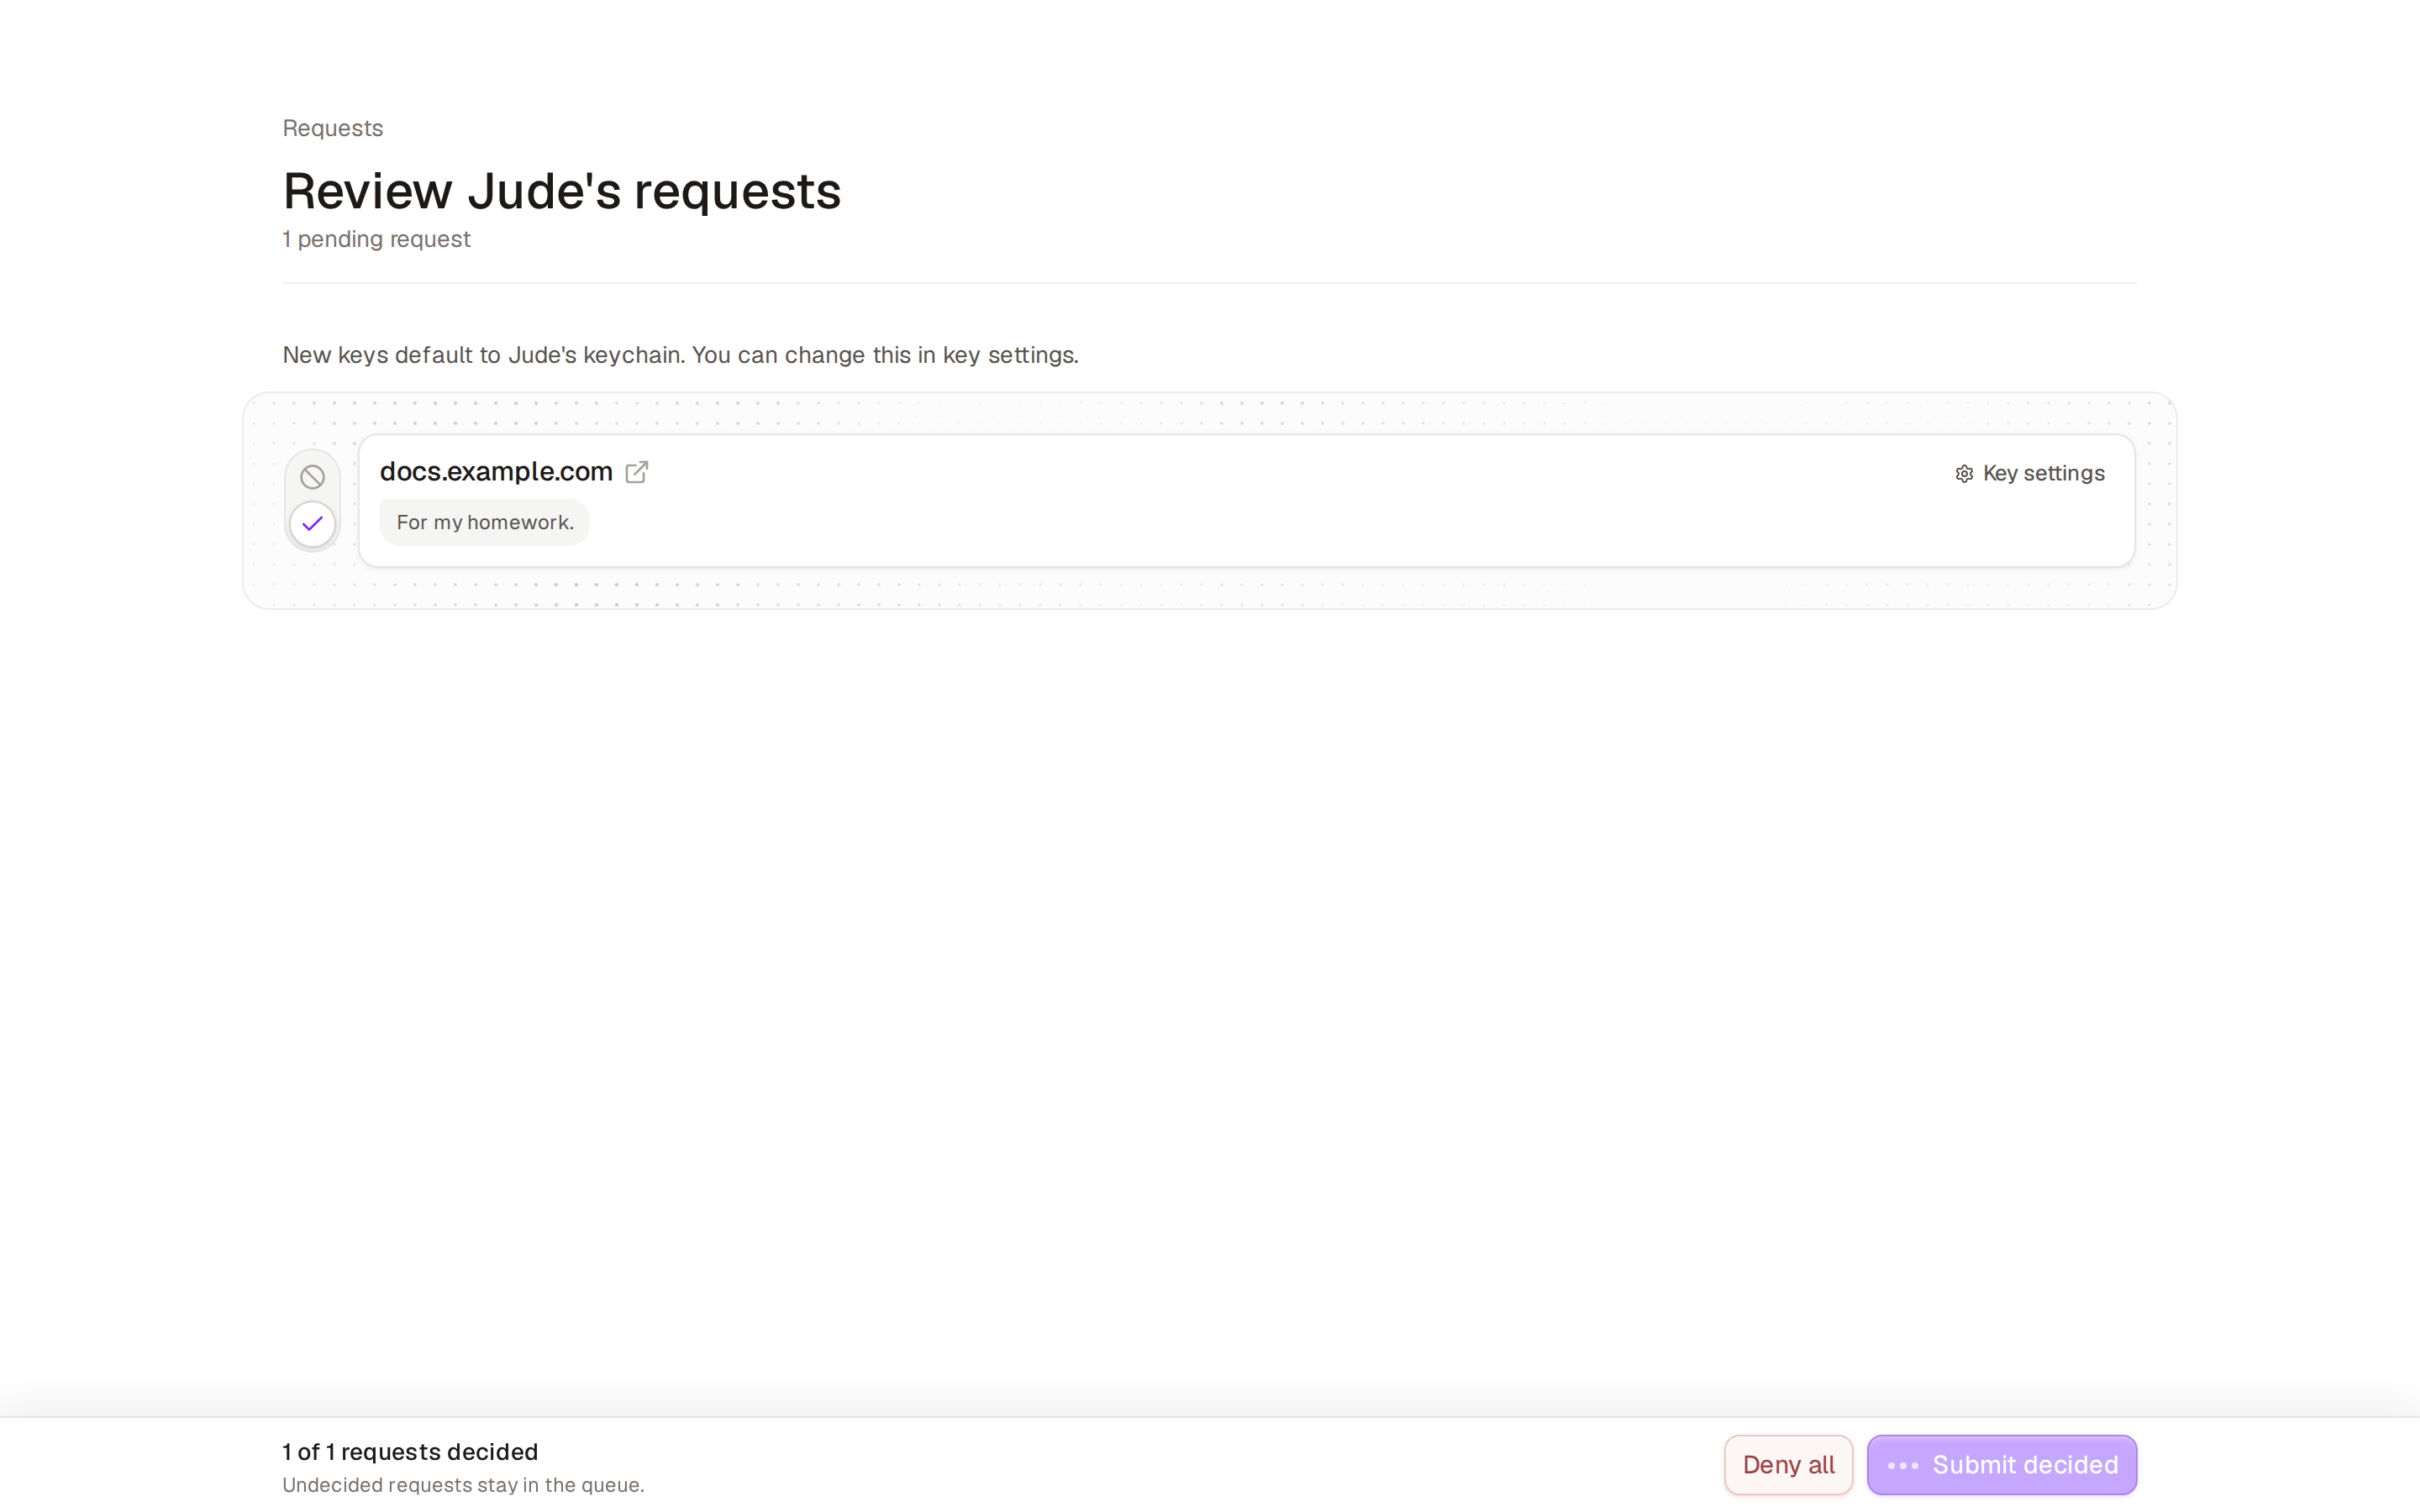 Requests
Review Jude's requests
1 pending request
New keys default to Jude's keychain. You can change this in key settings.
docs.example.com
Key settings
For my homework.
1 of 1 requests decided
Undecided requests stay in the queue.
Deny all
Submit decided